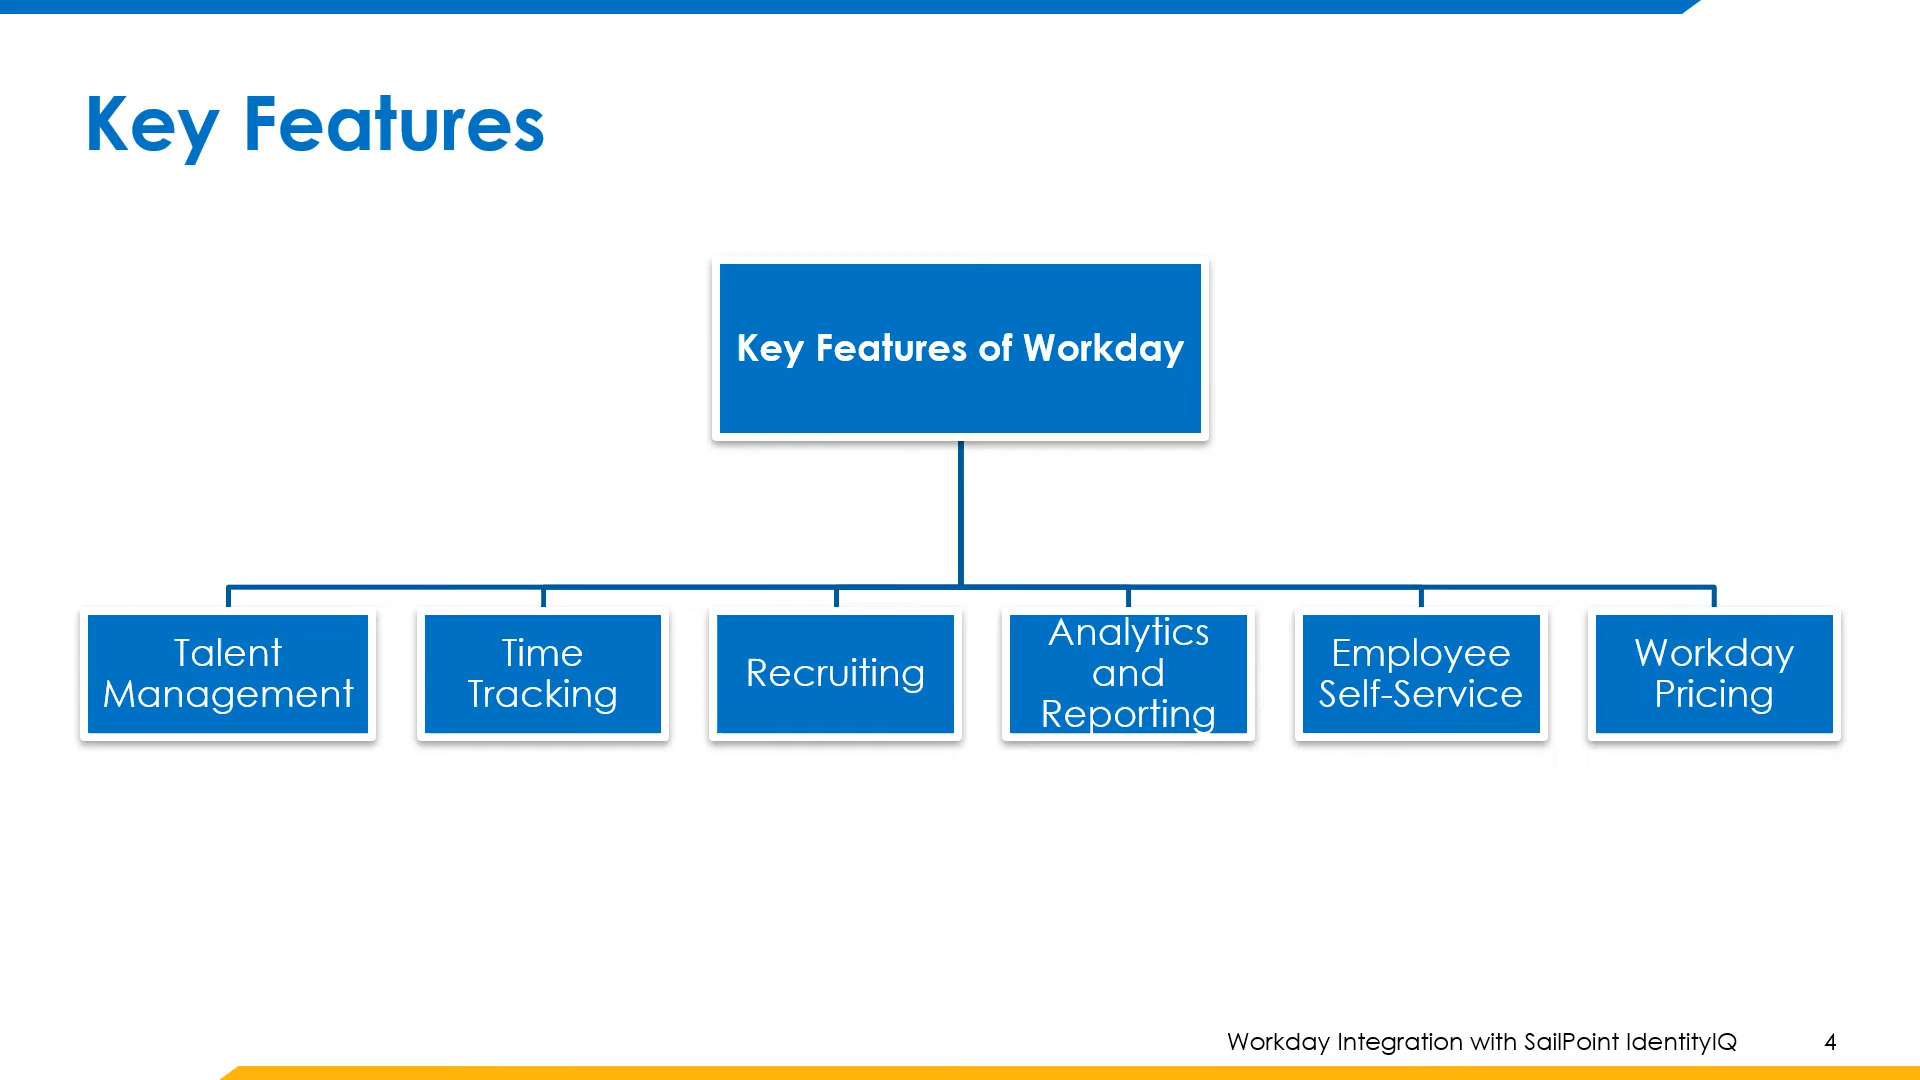 Key Features
Key Features of Workday
Talent
Management
Time
Tracking
Recruiting
Analytics
and
Reporting
Employee
Self-Service
Workday
Pricing
Workday Integration with SailPoint IdentityIQ
4